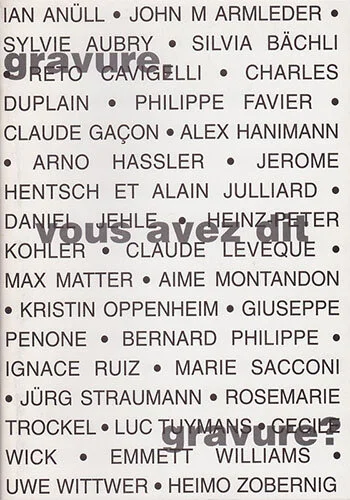 IAN ANÜLL • JOHN M ARMLEDER •
SYLVIE AUBRY • SILVIA BÄCHLI
gravure,
• RETO CAVIGELLI • CHARLES
DUPLAIN • PHILIPPE FAVIER •
CLAUDE GAÇON • ALEX HANIMANN
• ARNO HASSLER • JEROME
HENTSCH ET ALAIN JULLIARD •
DANIEL JEHLE • HEINZ-PETER
vous avez dit
KOHLER • CLAUDE LEVEQUE •
MAX MATTER • AIME MONTANDON
• KRISTIN OPPENHEIM • GIUSEPPE
PENONE • BERNARD PHILIPPE •
IGNACE RUIZ • MARIE SACCONI
• JÜRG STRAUMANN • ROSEMARIE
TROCKEL • LUC TUYMANS • CECILE
gravure?
WICK • EMMETT WILLIAMS •
UWE WITTWER • HEIMO ZOBERNIG